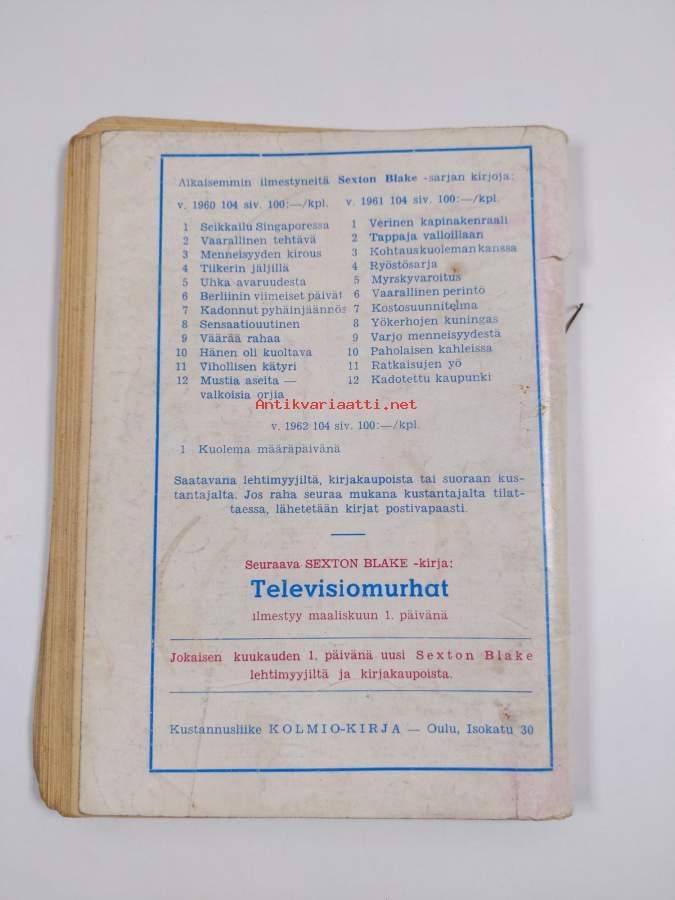 Aikaisemmin ilmestyneitä Sexton Blake -sarjan kirjoja:
v. 1960 104 siv. 100:—/kpl.
1 Seikkailu Singaporessa
2 Vaarallinen tehtävä
3 Menneisyyden kirous
4 Tiikerin jäljillä
5 Uhka avaruudesta
6 Berliinin viimeiset päivät
7 Kadonnut pyhäinjäännös
8 Sensaatiouutinen
9 Väärää rahaa
10 Hänen oli kuoltava
11 Vihollisen kätyri
12 Mustia aseita —
valkoisia orjia
v. 1961 104 siv. 100:—/kpl.
1 Verinen kapinakenraali
2 Tappaja valloillaan
3 Kohtauskuoleman kanssa
4 Ryöstösarja
5 Myrskyvaroitus
6 Vaarallinen perintö
7 Kostosuunnitelma
8 Yökerhojen kuningas
9 Varjo menneisyydestä
10 Paholaisen kahleissa
11 Ratkaisujen yö
12 Kadotettu kaupunki
Antikvariaatti.net
v. 1962 104 siv. 100:—/kpl.
1 Kuolema määräpäivänä
Saatavana lehtimyyjiltä, kirjakaupoista tai suoraan kus-
tantajalta. Jos raha seuraa mukana kustantajalta tilat-
taessa, lähetetään kirjat postivapaasti.
Seuraava SEXTON BLAKE -kirja:
Televisiomurhat
ilmestyy maaliskuun 1. päivänä
Jokaisen kuukauden 1. päivänä uusi Sexton Blake
lehtimyyjiltä ja kirjakaupoista.
Kustannusliike KOLMIO-KIRJA — Oulu, Isokatu 30